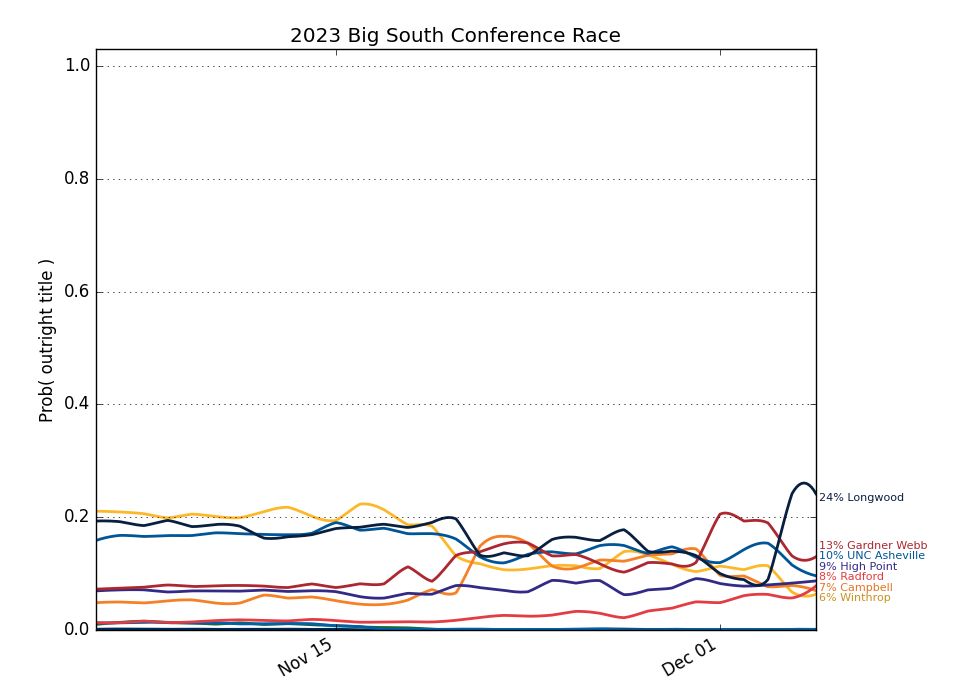 2023 Big South Conference Race
Prob( outright title )
1.0
0.8
0.6
0.4
0.2
0.0
Nov 15
Dec 01
24% Longwood
13% Gardner Webb
10% UNC Asheville
9% High Point
8% Radford
7% Campbell
6% Winthrop